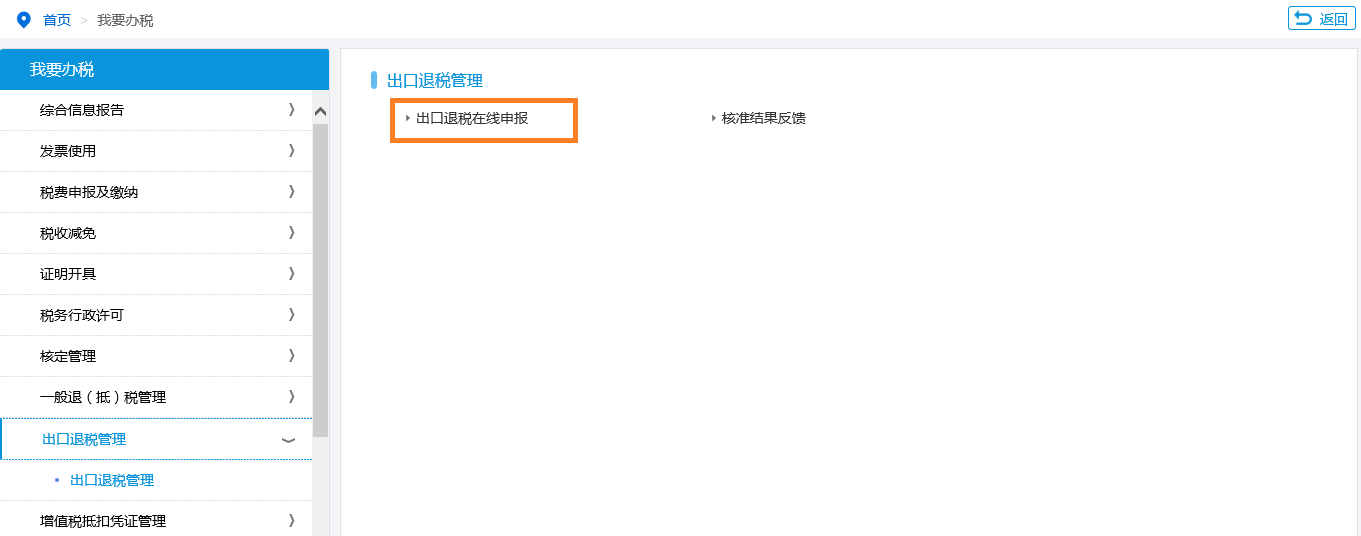 首页 > 我要办税
返回
我要办税
综合信息报告
发票使用
税费申报及缴纳
税收减免
证明开具
税务行政许可
核定管理
一般退（抵）税管理
出口退税管理
出口退税管理
增值税抵扣凭证管理
出口退税管理
出口退税在线申报
核准结果反馈